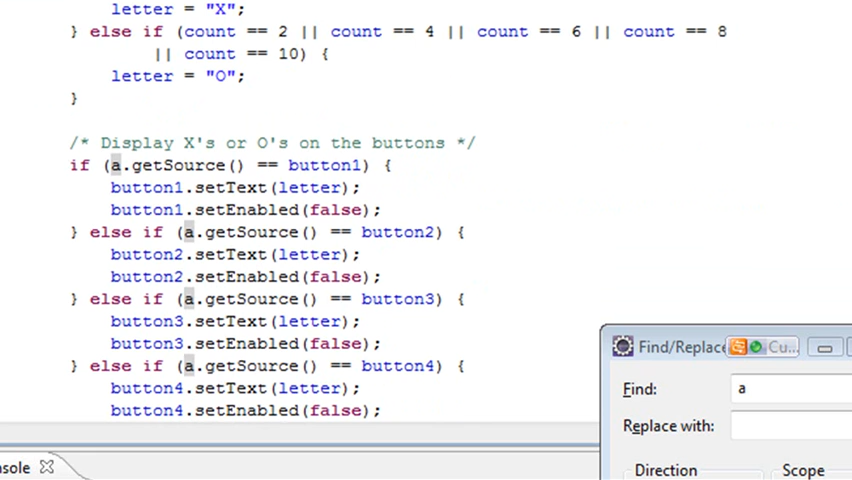 letter = "X";
} else if (count == 2 || count == 4 || count == 6 || count == 8
|| count == 10) {
letter = "O";
}
/* Display X's or O's on the buttons */
if (a.getSource() == button1) {
button1.setText(letter);
button1.setEnabled(false);
} else if (a.getSource() == button2) {
button2.setText(letter);
button2.setEnabled(false);
} else if (a.getSource() == button3) {
button3.setText(letter);
button3.setEnabled(false);
} else if (a.getSource() == button4) {
button4.setText(letter);
button4.setEnabled(false);
Find/Replace Cu...
Find: a
Replace with:
nsole
Direction Scope